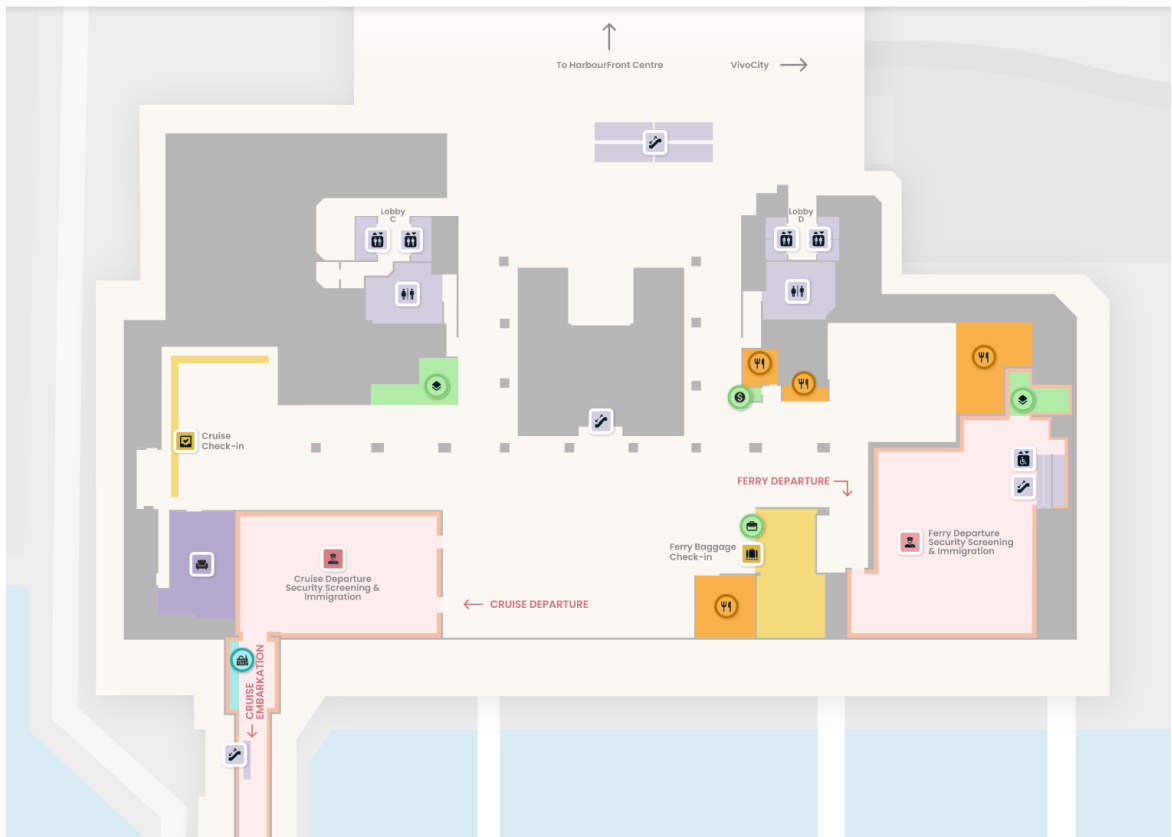 To HarbourFront Centre
VivoCity
Lobby
C
Lobby
D
Cruise
Check-in
$
FERRY DEPARTURE
Ferry Baggage
Check-in
Ferry Departure
Security Screening
& Immigration
Cruise Departure
Security Screening &
Immigration
CRUISE DEPARTURE
CRUISE
EMBARKATION